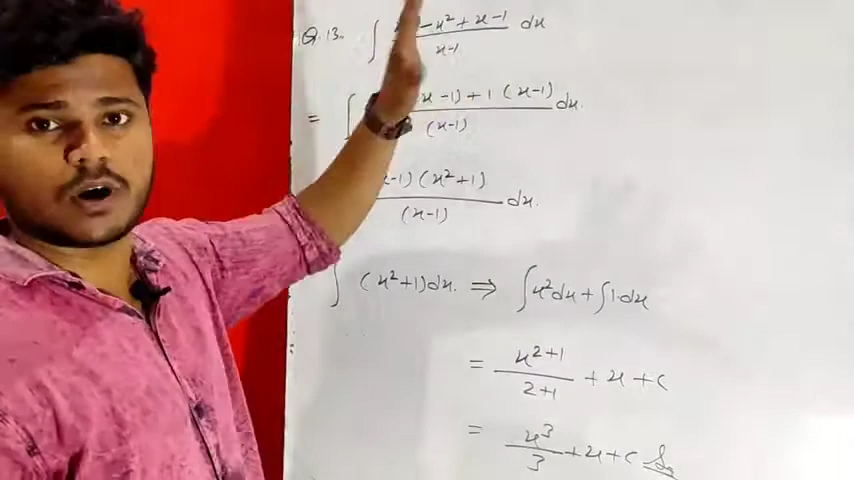 Q.13. ∫ - x² + x - 1 / x-1 dx
= ∫ x-1) + 1 (x-1) / (x-1) dx.
x-1) (x²+1) / (x-1) dx.
∫ (x²+1)dx. ⇒ ∫x²dx + ∫1·dx
= x²⁺¹ / 2+1 + x + c
= x³ / 3 + x + c